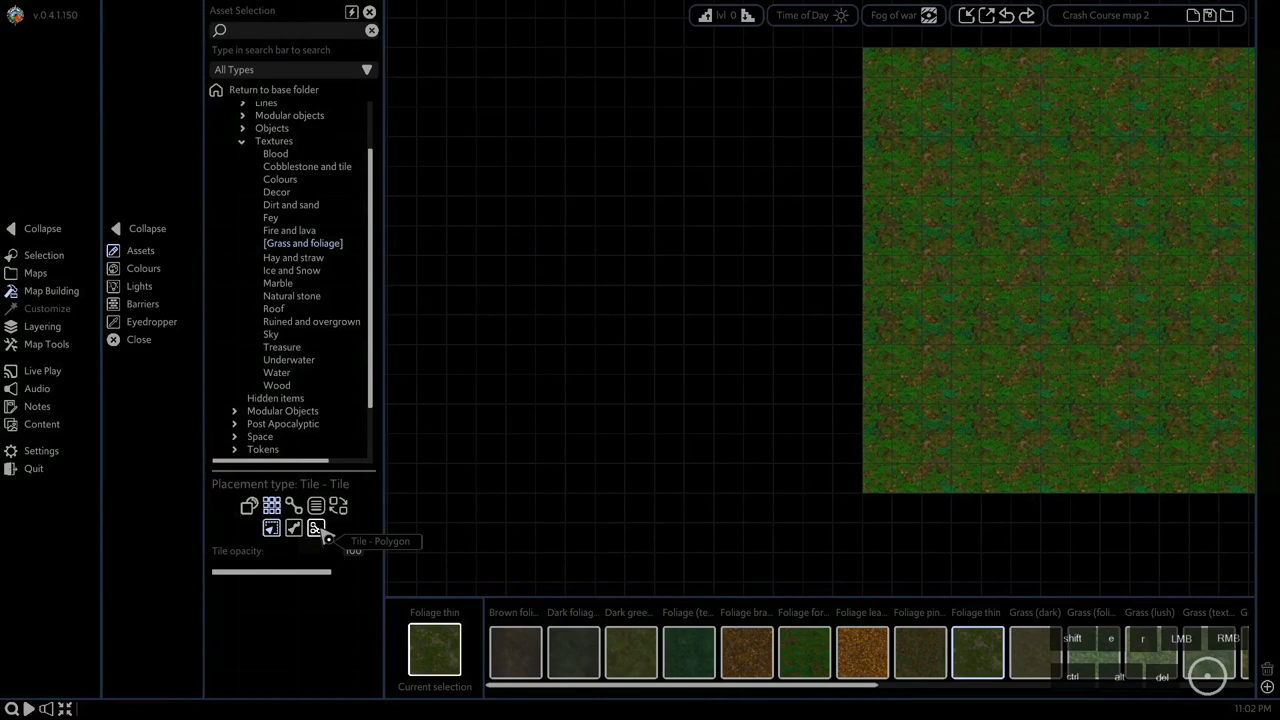 v.0.4.1.150
Asset Selection
lvl 0
Time of Day
Fog of war
Crash Course map 2
Type in search bar to search
All Types
Return to base folder
Lines
Modular objects
Objects
Textures
Blood
Cobblestone and tile
Colours
Decor
Dirt and sand
Fey
Fire and lava
[Grass and foliage]
Hay and straw
Ice and Snow
Marble
Natural stone
Roof
Ruined and overgrown
Sky
Treasure
Underwater
Water
Wood
Hidden items
Modular Objects
Post Apocalyptic
Space
Tokens
Collapse
Selection
Maps
Map Building
Customize
Layering
Map Tools
Live Play
Audio
Notes
Content
Settings
Quit
Collapse
Assets
Colours
Lights
Barriers
Eyedropper
Close
Placement type: Tile - Tile
Tile - Polygon
Tile opacity: 100
Foliage thin
Current selection
Brown foli...
Dark foliag...
Dark gree...
Foliage (te...
Foliage bra...
Foliage for...
Foliage lea...
Foliage pin...
Foliage thin
Grass (dark)
Grass (foli...
Grass (lush)
Grass (text...
G
shift e r LMB RMB
ctrl alt del
11:02 PM